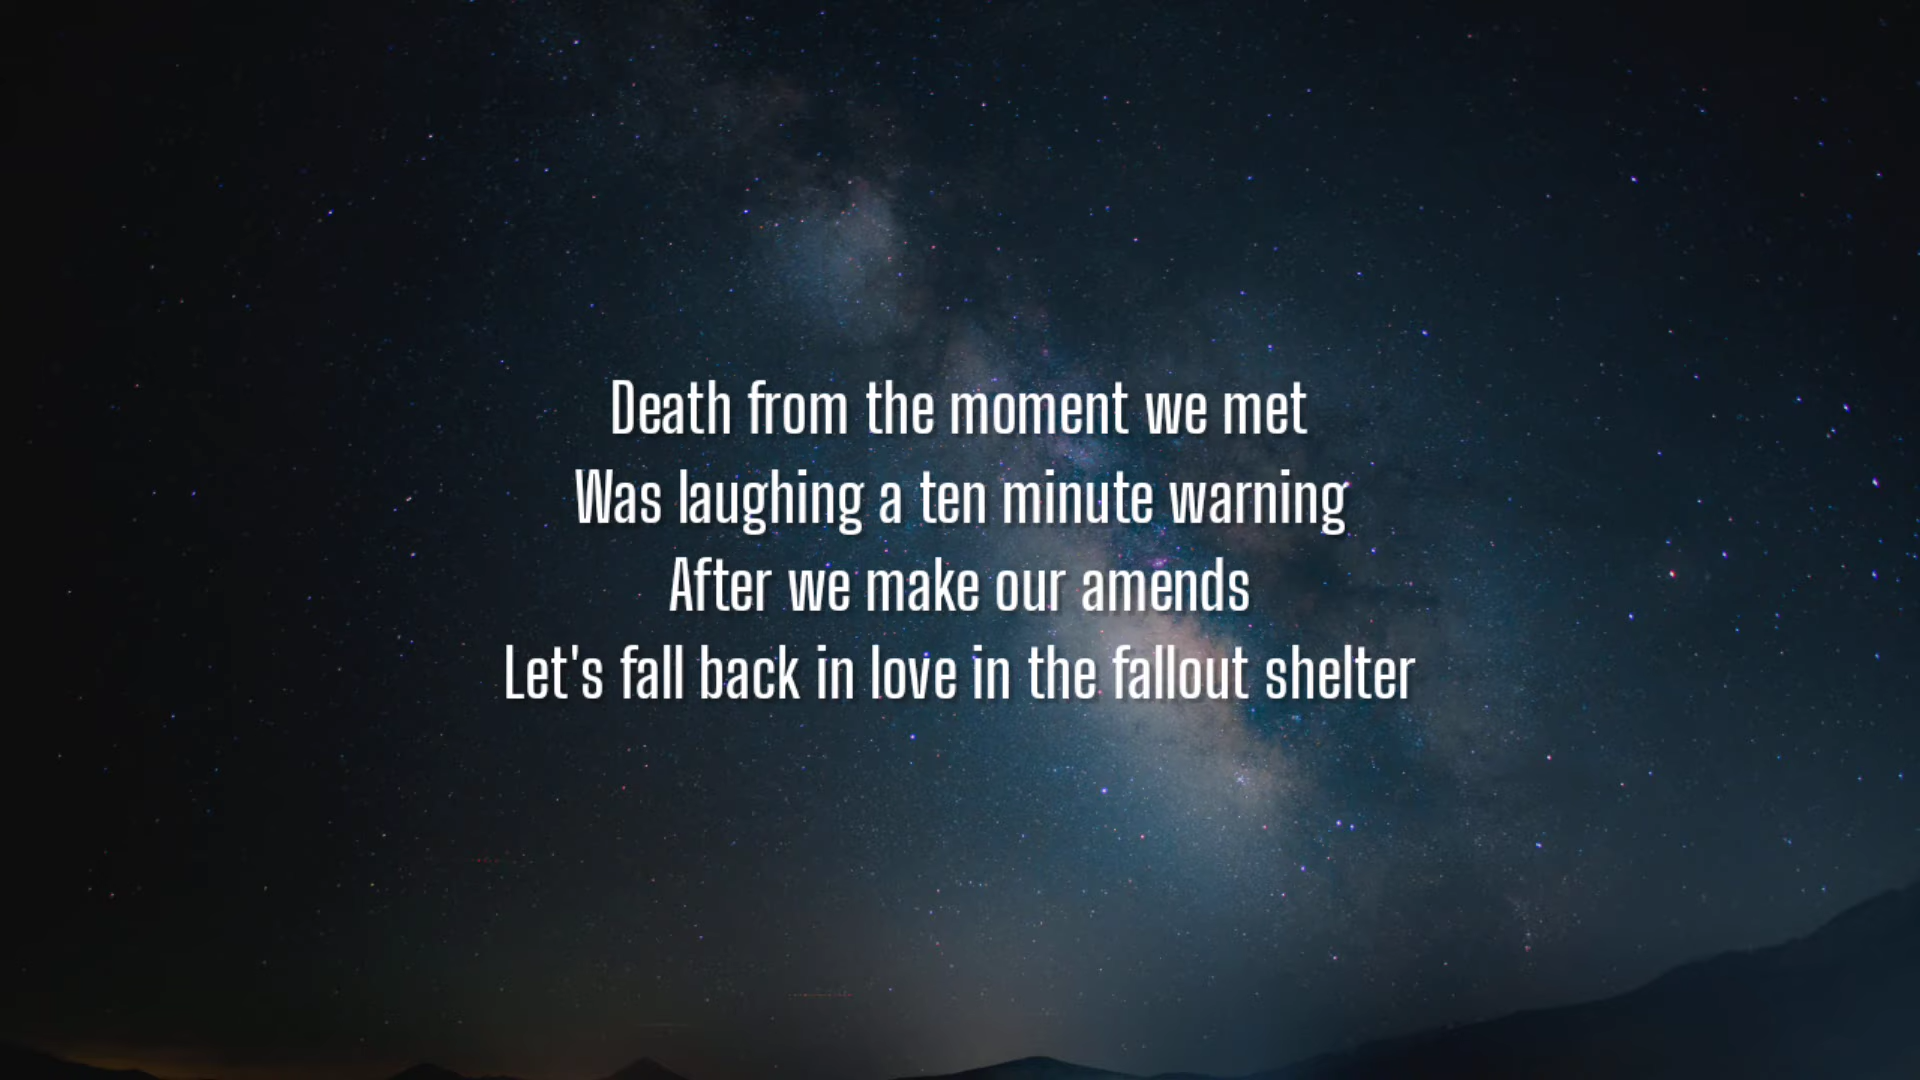 Death from the moment we met
Was laughing a ten minute warning
After we make our amends
Let's fall back in love in the fallout shelter